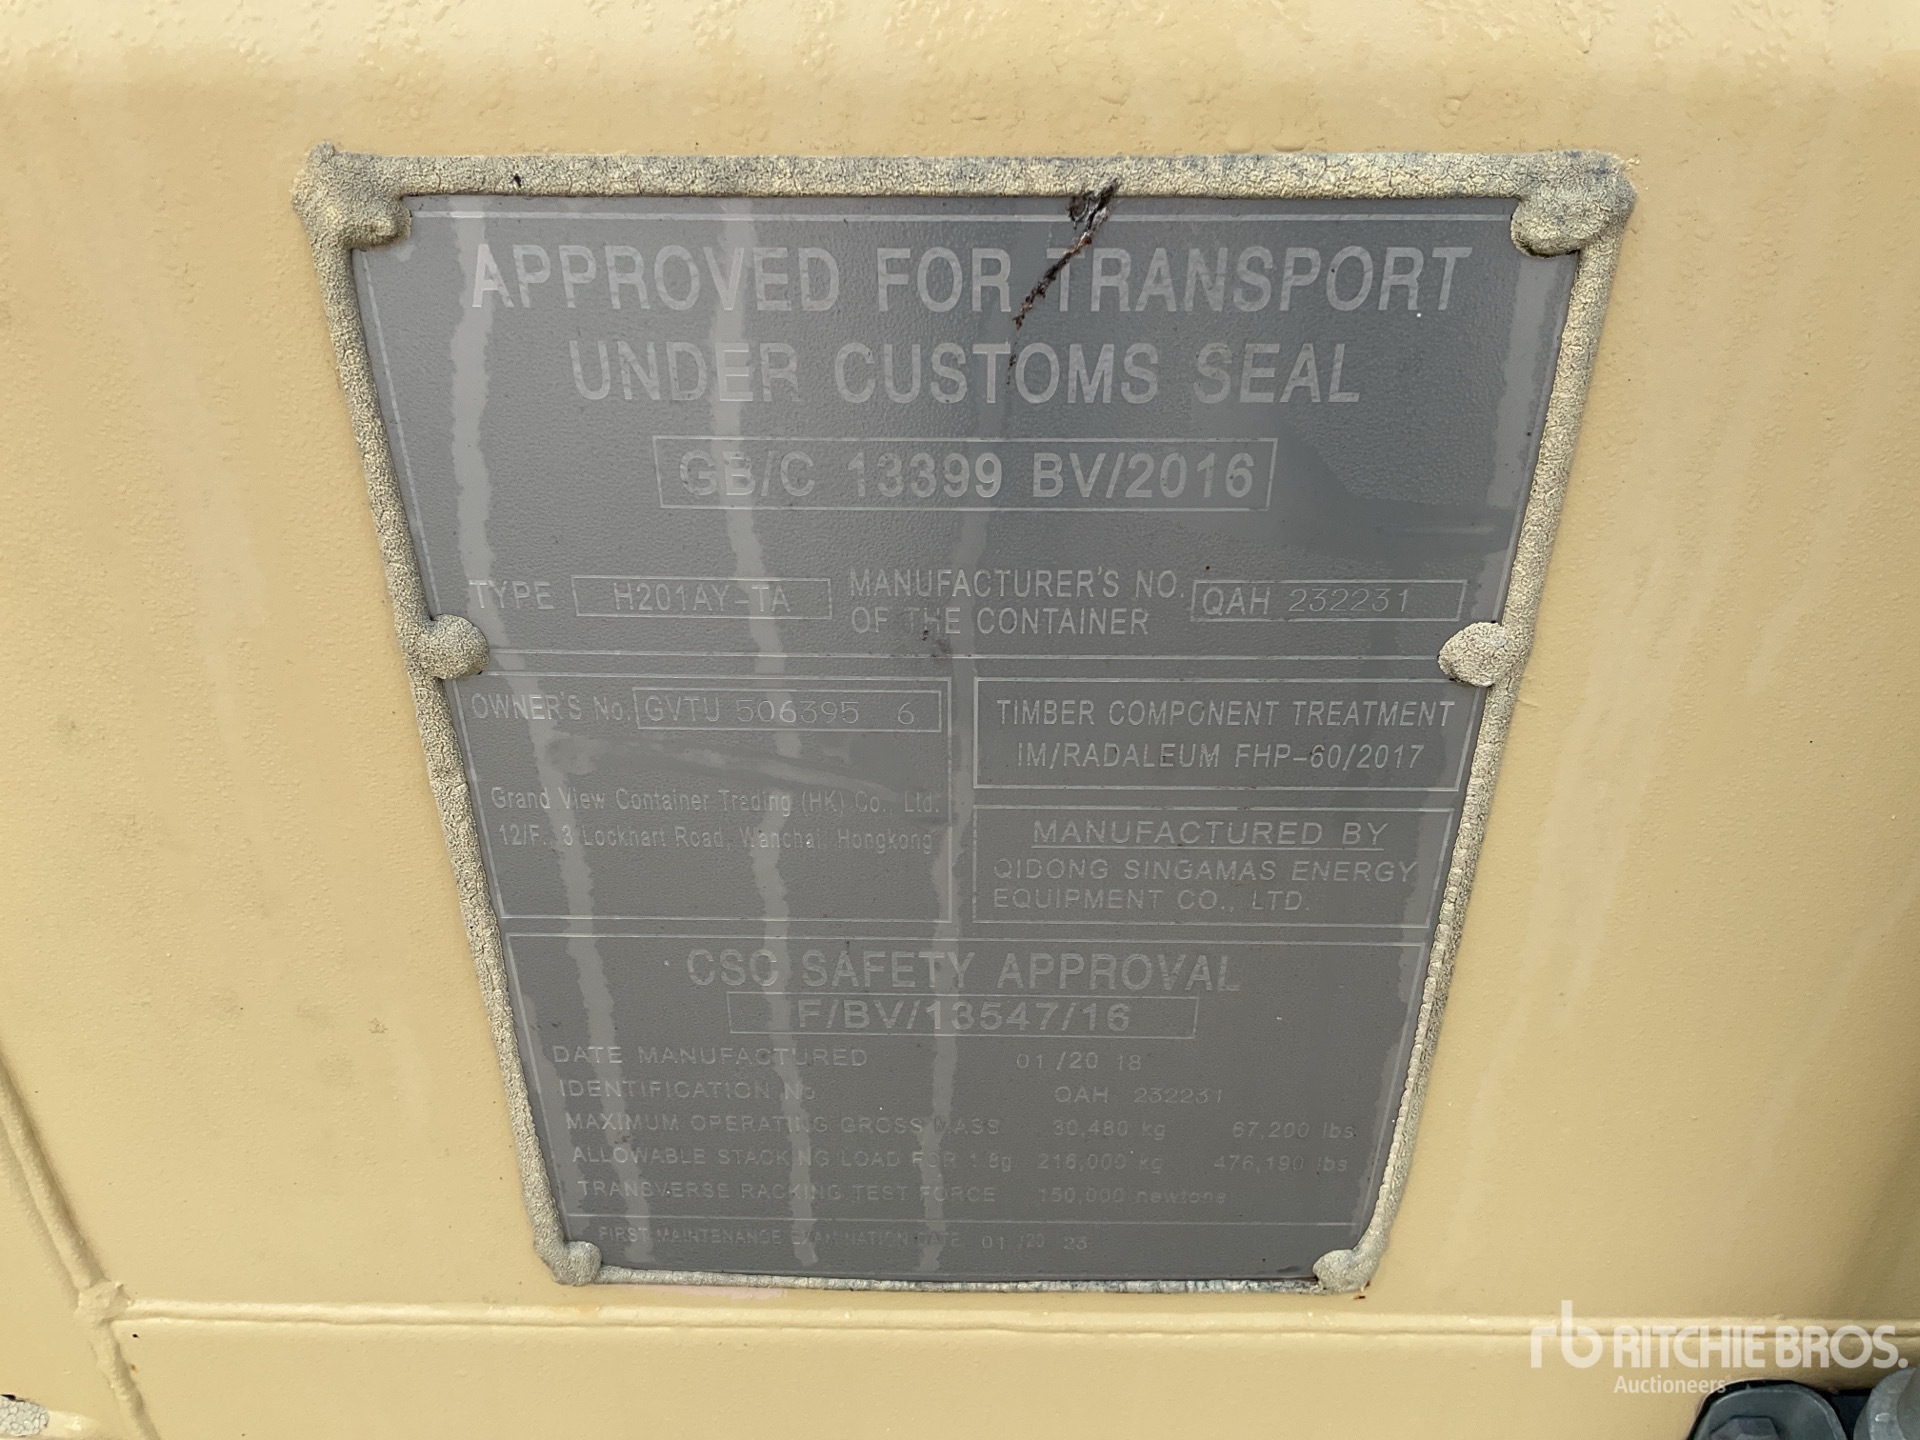 APPROVED FOR TRANSPORT
UNDER CUSTOMS SEAL
GB/C 13399 BV/2016
TYPE H201AY-TA MANUFACTURER'S NO. OF THE CONTAINER QAH 232231
OWNER'S No. GVTU 506395 6
Grand View Container Trading (HK) Co., Ltd.
12/F., 3 Lockhart Road, Wanchai, Hongkong
TIMBER COMPONENT TREATMENT
IM/RADALEUM FHP-60/2017
MANUFACTURED BY
QIDONG SINGAMAS ENERGY
EQUIPMENT CO., LTD.
CSC SAFETY APPROVAL
F/BV/13547/16
DATE MANUFACTURED 01 /20 18
IDENTIFICATION No QAH 232231
MAXIMUM OPERATING GROSS MASS 30,480 kg 67,200 lbs
ALLOWABLE STACKING LOAD FOR 1.8g 216,000 kg 476,190 lbs
TRANSVERSE RACKING TEST FORCE 150,000 newtons
FIRST MAINTENANCE EXAMINATION DATE 01 /20 23
rb RITCHIE BROS.
Auctioneers